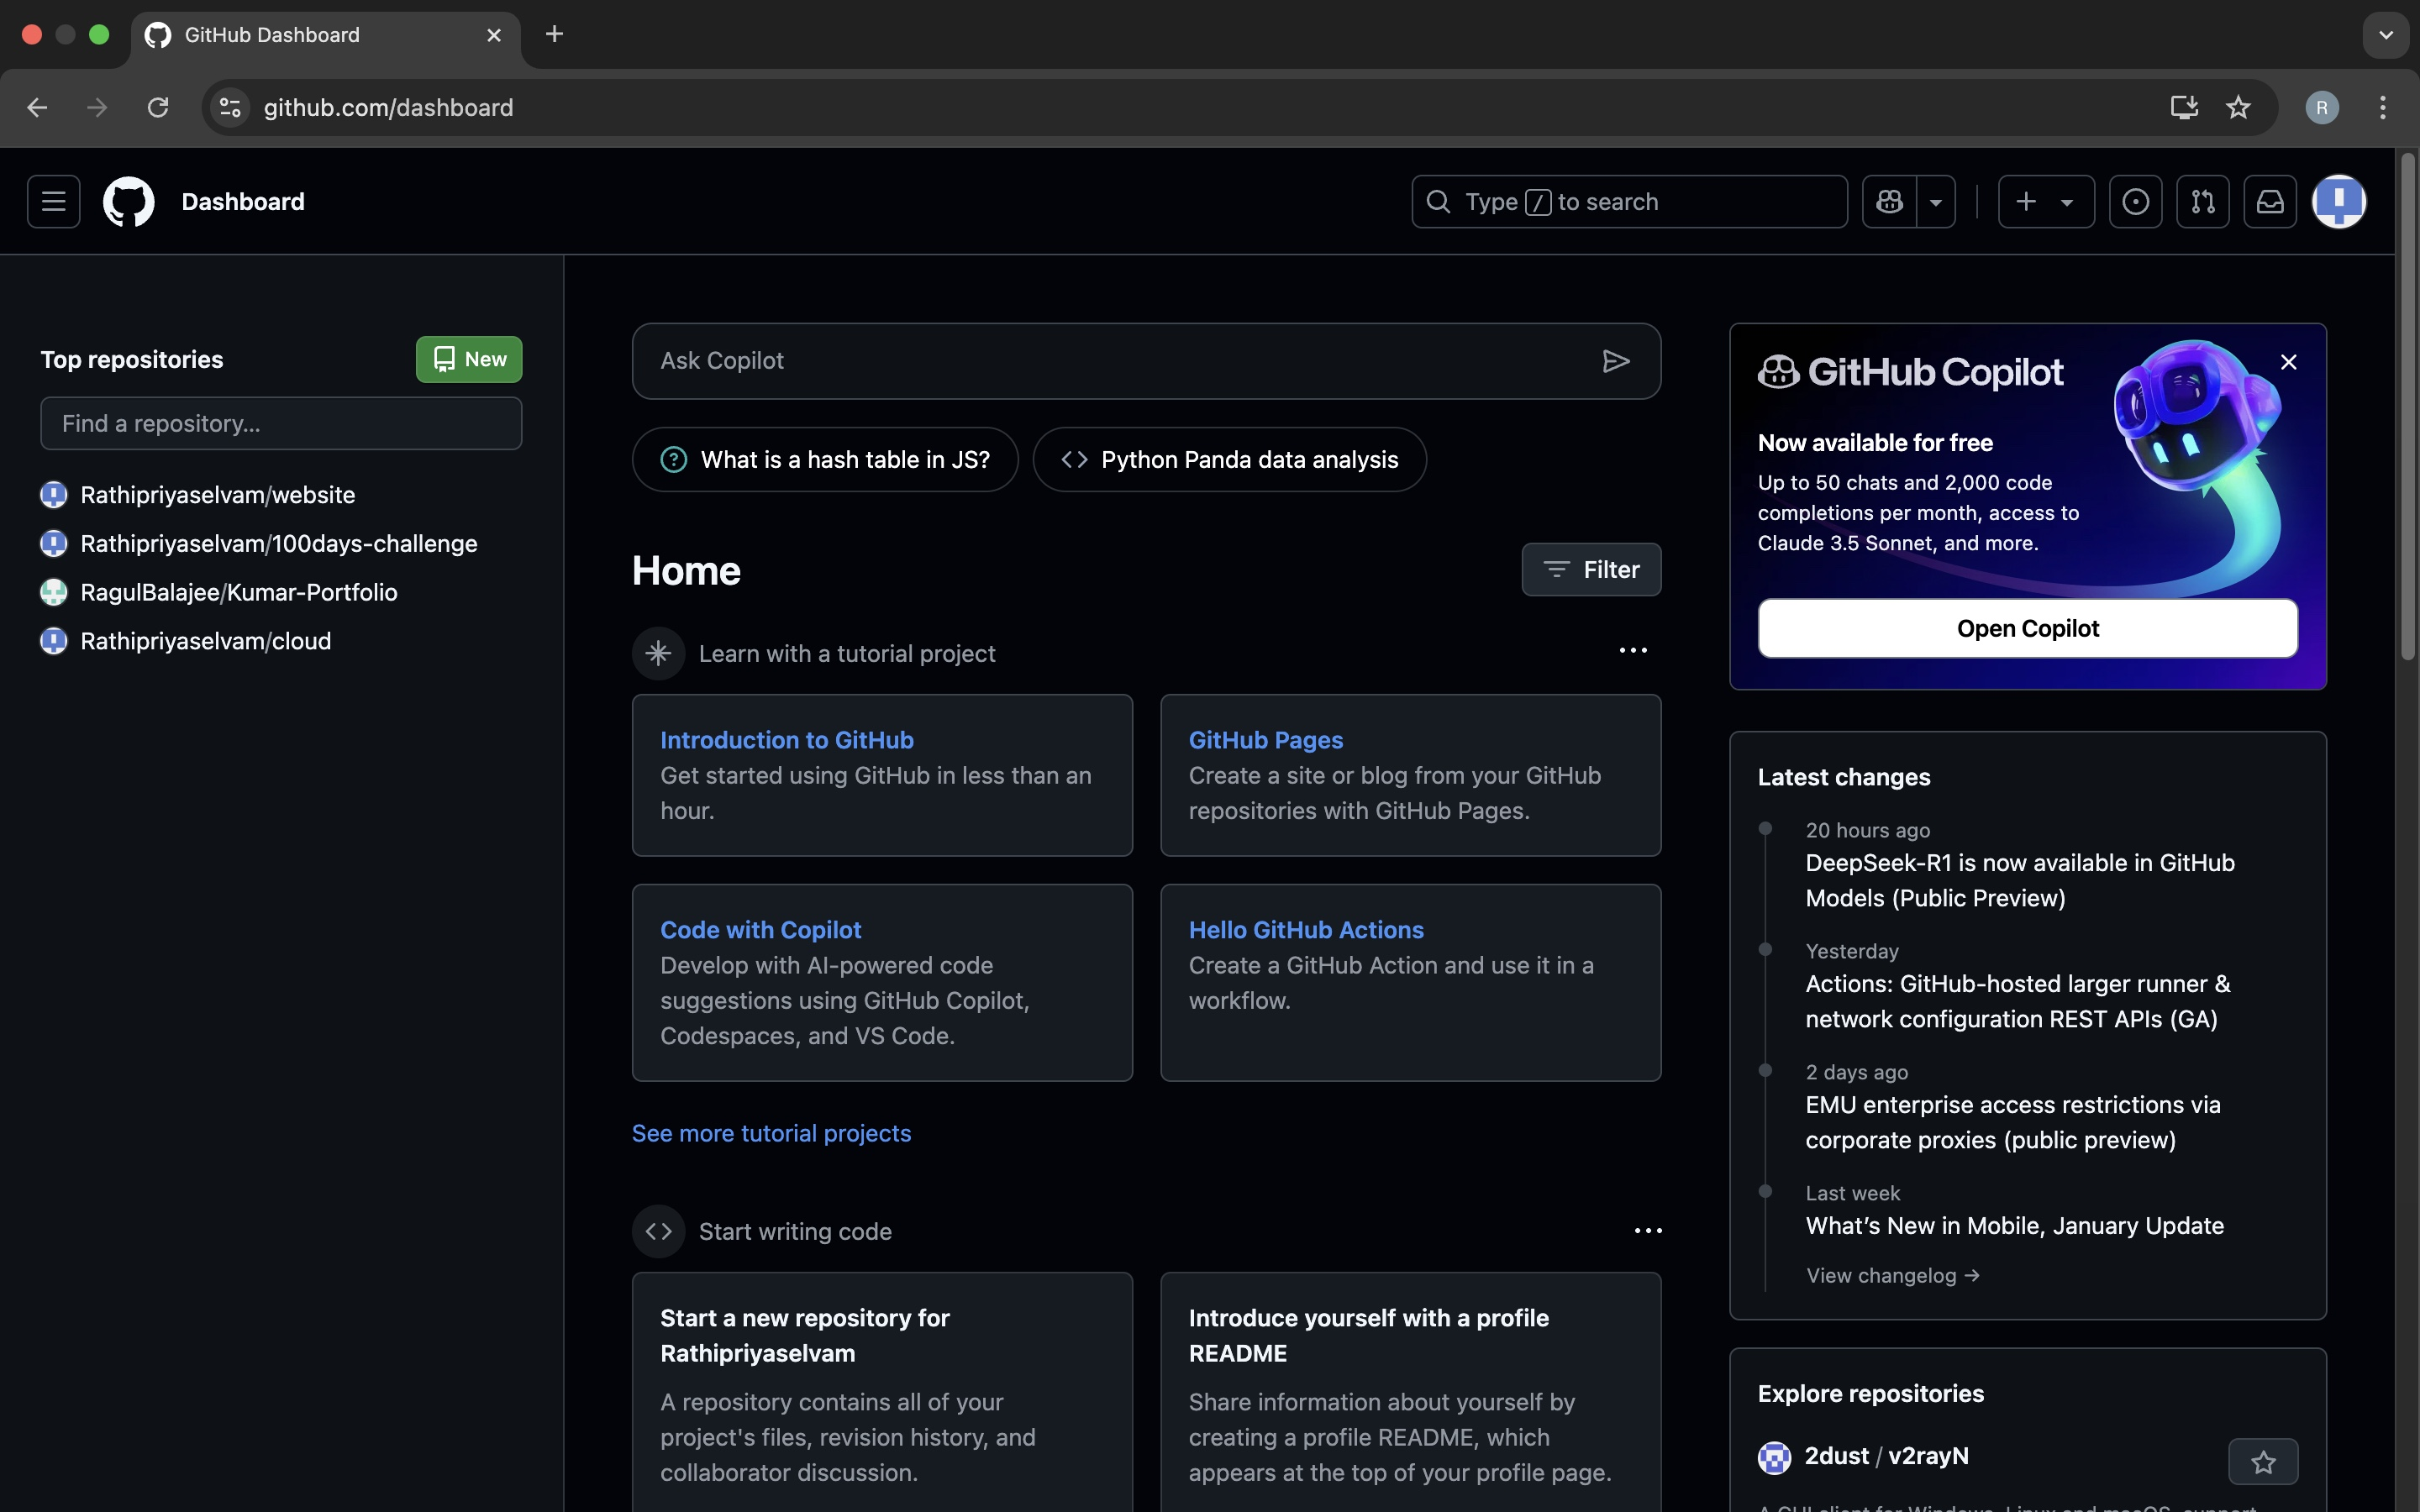 GitHub Dashboard
github.com/dashboard
R
Dashboard
Type / to search
Top repositories
New
Find a repository...
Rathipriyaselvam/website
Rathipriyaselvam/100days-challenge
RagulBalajee/Kumar-Portfolio
Rathipriyaselvam/cloud
Ask Copilot
What is a hash table in JS?
Python Panda data analysis
Home
Filter
Learn with a tutorial project
Introduction to GitHub
Get started using GitHub in less than an
hour.
GitHub Pages
Create a site or blog from your GitHub
repositories with GitHub Pages.
Code with Copilot
Develop with AI-powered code
suggestions using GitHub Copilot,
Codespaces, and VS Code.
Hello GitHub Actions
Create a GitHub Action and use it in a
workflow.
See more tutorial projects
Start writing code
Start a new repository for
Rathipriyaselvam
A repository contains all of your
project's files, revision history, and
collaborator discussion.
Introduce yourself with a profile
README
Share information about yourself by
creating a profile README, which
appears at the top of your profile page.
GitHub Copilot
Now available for free
Up to 50 chats and 2,000 code
completions per month, access to
Claude 3.5 Sonnet, and more.
Open Copilot
Latest changes
20 hours ago
DeepSeek-R1 is now available in GitHub
Models (Public Preview)
Yesterday
Actions: GitHub-hosted larger runner &
network configuration REST APIs (GA)
2 days ago
EMU enterprise access restrictions via
corporate proxies (public preview)
Last week
What's New in Mobile, January Update
View changelog →
Explore repositories
2dust / v2rayN
A GUI client for Windows, Linux and macOS, support